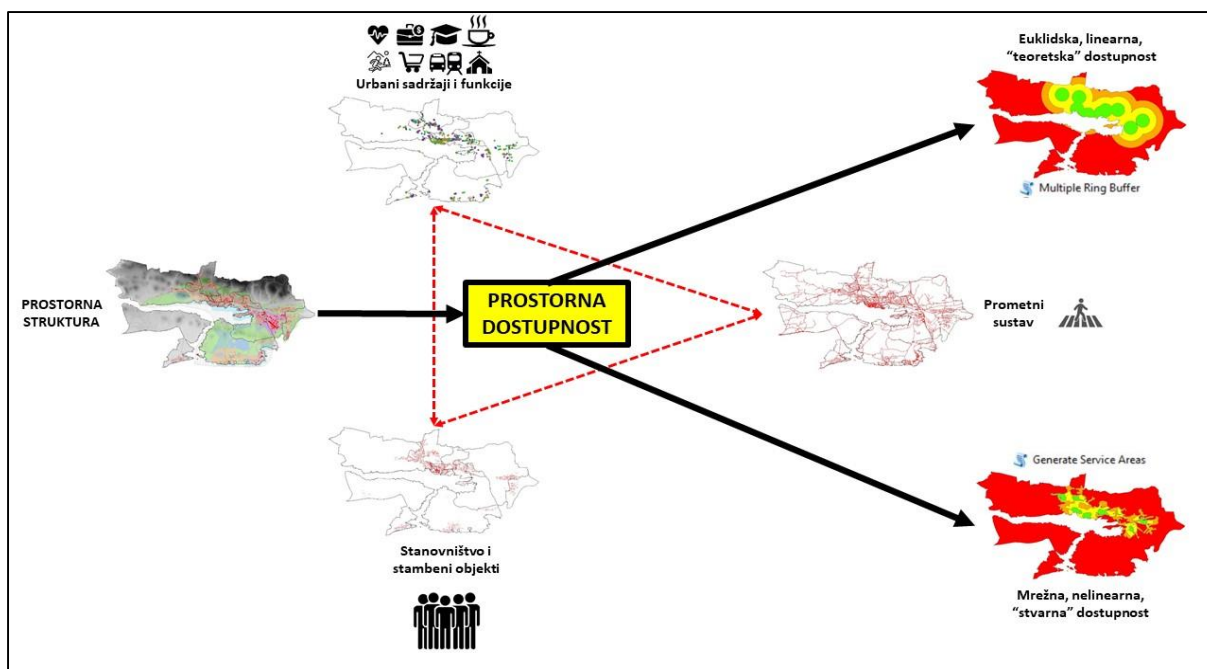 Urbani sadržaji i funkcije
Euklidska, linearna,
“teoretska” dostupnost
Multiple Ring Buffer
PROSTORNA
STRUKTURA
PROSTORNA
DOSTUPNOST
Prometni
sustav
Generate Service Areas
Stanovništvo i
stambeni objekti
Mrežna, nelinearna,
“stvarna” dostupnost